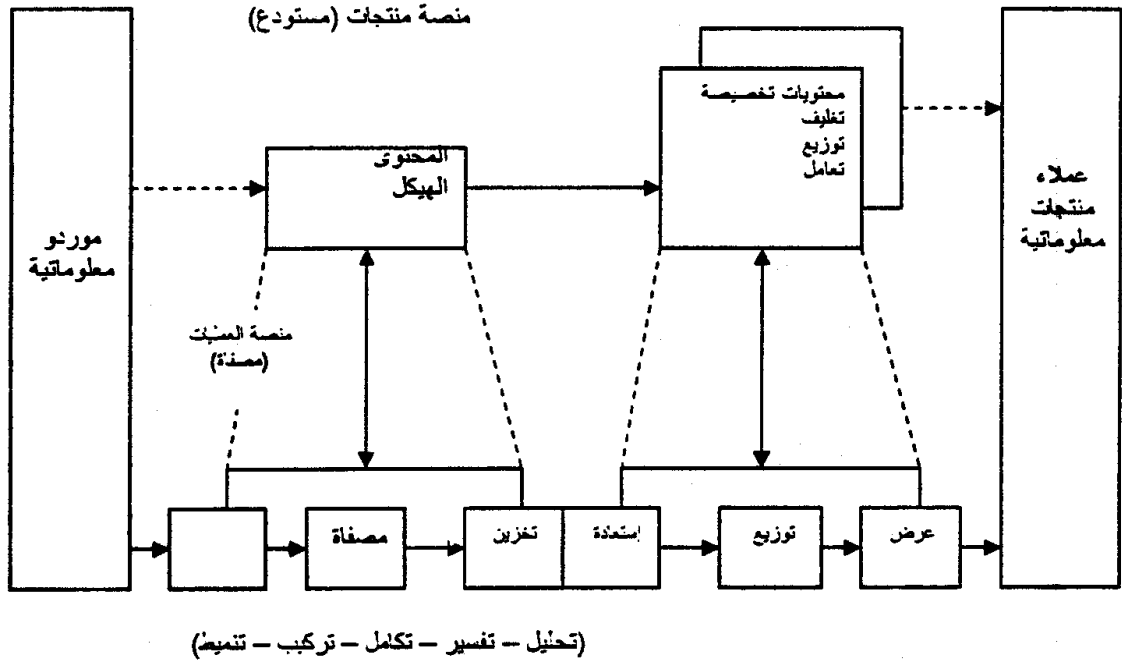 منصة منتجات (مستودع)
محتويات تخصيصة
تغليف
توزيع
تعامل
المحتوى
الهيكل
عملاء
منتجات
معلوماتية
موردو
معلوماتية
منصة العمليات
(مصفاة)
مصفاة
تخزين
إستعادة
توزيع
عرض
(تحليل – تفسير – تكامل – تركيب – تنميط)